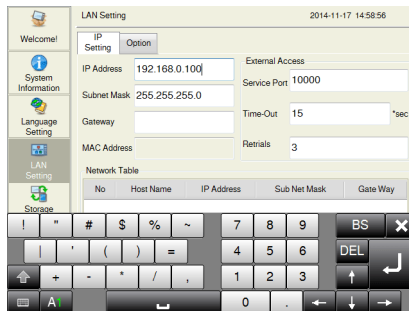 LAN Setting 2014-11-17 14:58:56
Welcome!
System
Information
Language
Setting
LAN
Setting
Storage
IP
Setting
Option
IP Address 192.168.0.100
Subnet Mask 255.255.255.0
Gateway
MAC Address
External Access
Service Port 10000
Time-Out 15 *sec
Retrials 3
Network Table
No Host Name IP Address Sub Net Mask Gate Way
! " # $ % ~ 7 8 9 BS X
| ' ( ) = 4 5 6 DEL
+ - * / , 1 2 3
A1 0 .